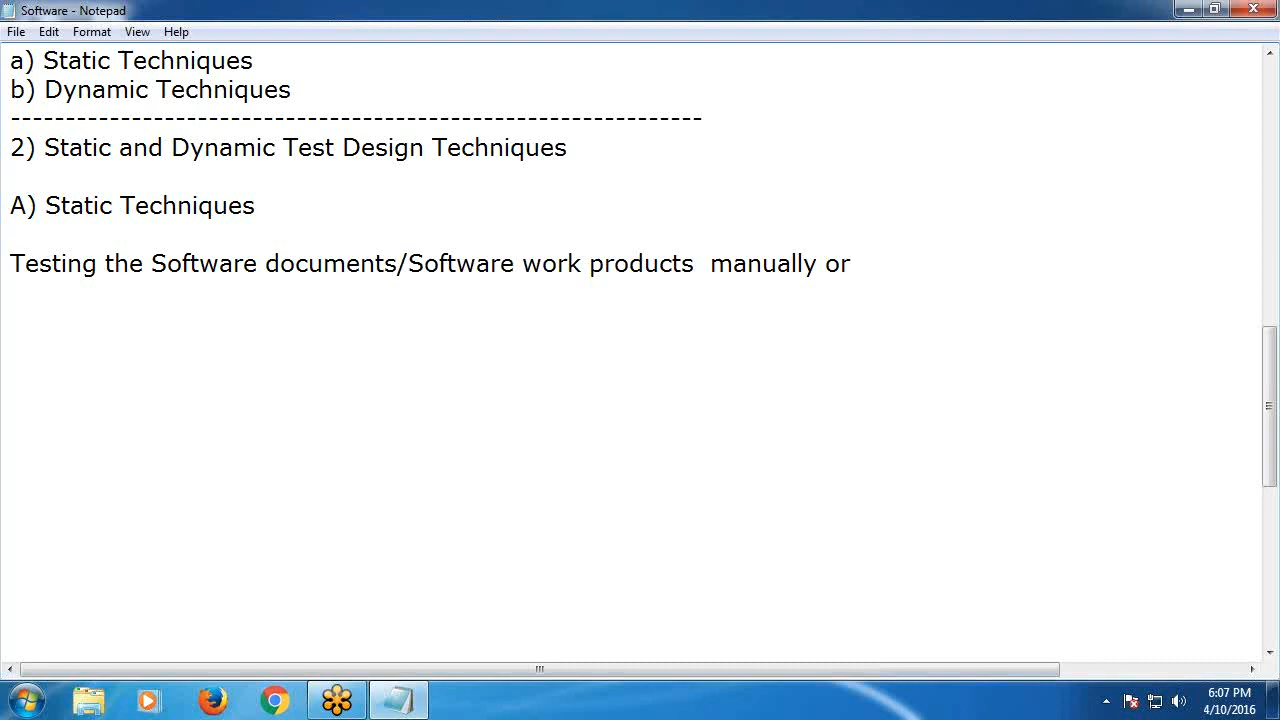 Software - Notepad
File Edit Format View Help
a) Static Techniques
b) Dynamic Techniques
---------------------------------------------------------------
2) Static and Dynamic Test Design Techniques
A) Static Techniques
Testing the Software documents/Software work products  manually or
6:07 PM
4/10/2016